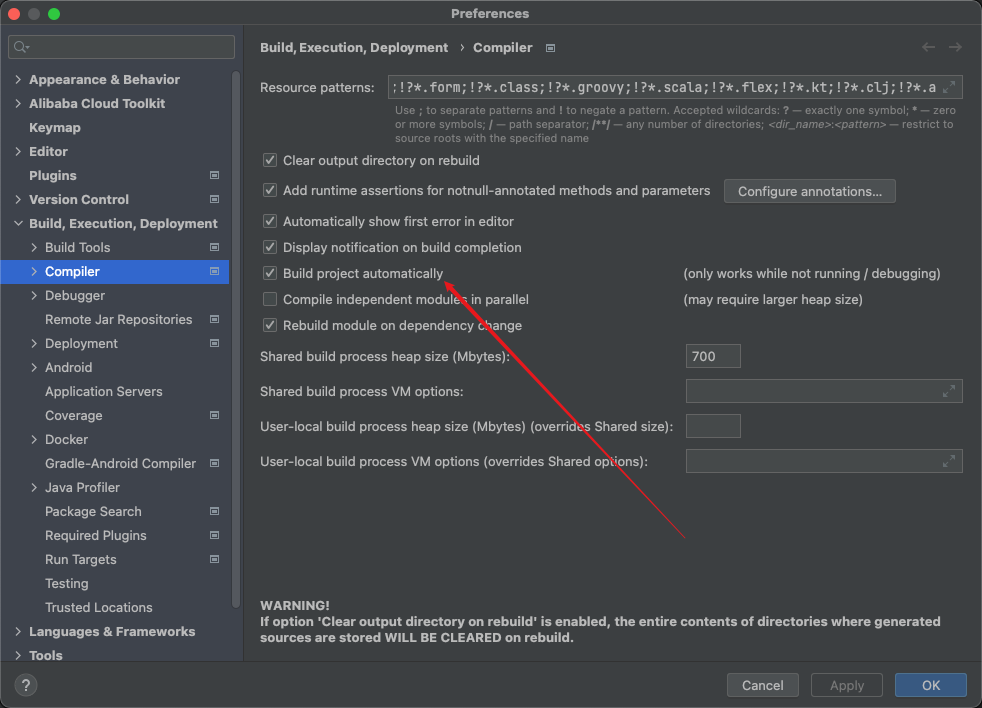 Preferences
Appearance & Behavior
Alibaba Cloud Toolkit
Keymap
Editor
Plugins
Version Control
Build, Execution, Deployment
Build Tools
Compiler
Debugger
Remote Jar Repositories
Deployment
Android
Application Servers
Coverage
Docker
Gradle-Android Compiler
Java Profiler
Package Search
Required Plugins
Run Targets
Testing
Trusted Locations
Languages & Frameworks
Tools
?
Build, Execution, Deployment › Compiler
Resource patterns: ;!?*.form;!?*.class;!?*.groovy;!?*.scala;!?*.flex;!?*.kt;!?*.clj;!?*.a
Use ; to separate patterns and ! to negate a pattern. Accepted wildcards: ? — exactly one symbol; * — zero
or more symbols; / — path separator; /**/ — any number of directories; <dir_name>:<pattern> — restrict to
source roots with the specified name
Clear output directory on rebuild
Add runtime assertions for notnull-annotated methods and parameters Configure annotations...
Automatically show first error in editor
Display notification on build completion
Build project automatically (only works while not running / debugging)
Compile independent modules in parallel (may require larger heap size)
Rebuild module on dependency change
Shared build process heap size (Mbytes): 700
Shared build process VM options:
User-local build process heap size (Mbytes) (overrides Shared size):
User-local build process VM options (overrides Shared options):
WARNING!
If option 'Clear output directory on rebuild' is enabled, the entire contents of directories where generated
sources are stored WILL BE CLEARED on rebuild.
Cancel Apply OK